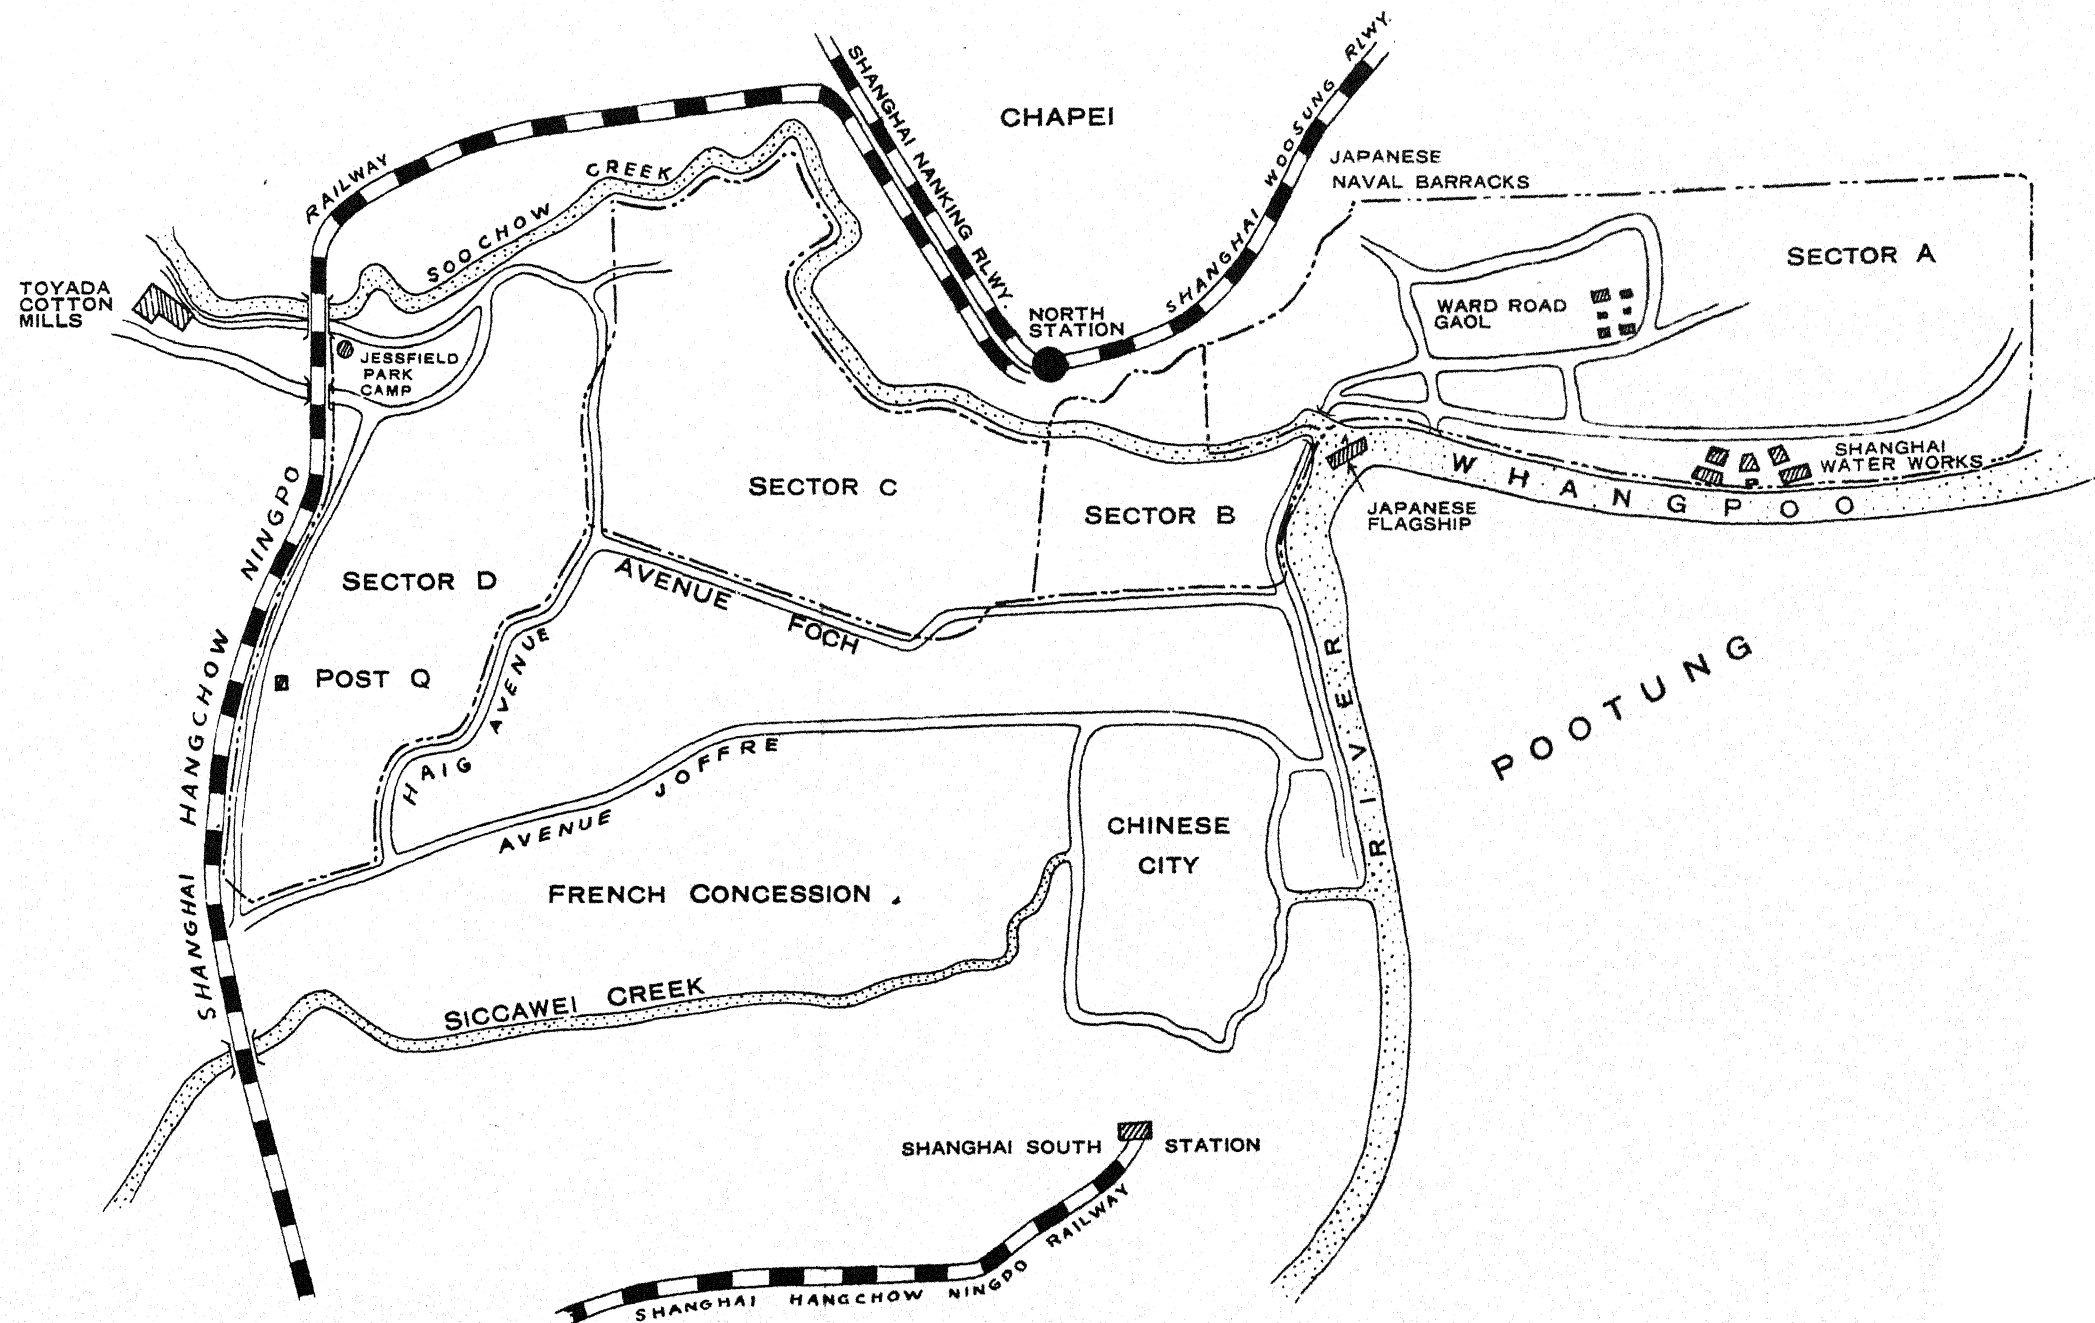 SHANGHAI NANKING RLWY.
SHANGHAI WOOSUNG RLWY.
CHAPEI
JAPANESE
NAVAL BARRACKS
RAILWAY
SOOCHOW CREEK
SECTOR A
TOYADA
COTTON
MILLS
WARD ROAD
GAOL
NORTH
STATION
JESSFIELD
PARK
CAMP
SHANGHAI
WATER WORKS
SECTOR C
SECTOR B
JAPANESE
FLAGSHIP
WHANGPOO
RIVER
SHANGHAI HANGCHOW NINGPO
SECTOR D
AVENUE FOCH
POST Q
HAIG AVENUE
POOTUNG
AVENUE JOFFRE
CHINESE
CITY
FRENCH CONCESSION
SICCAWEI CREEK
SHANGHAI SOUTH STATION
SHANGHAI HANGCHOW NINGPO RAILWAY